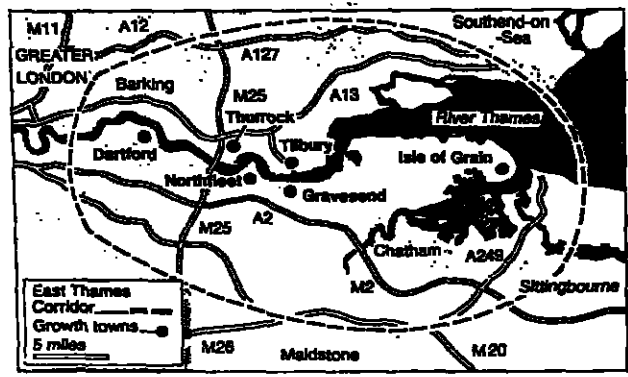 M11
A12
Southend-on
-Sea
GREATER
LONDON
A127
Barking
M25
A13
Thurrock
River Thames
Tilbury
Dartford
Isle of Grain
Northfleet
Gravesend
M25
A2
Chatham
A249
M2
Sittingbourne
East Thames
Corridor
Growth towns
5 miles
M26
Maidstone
M20